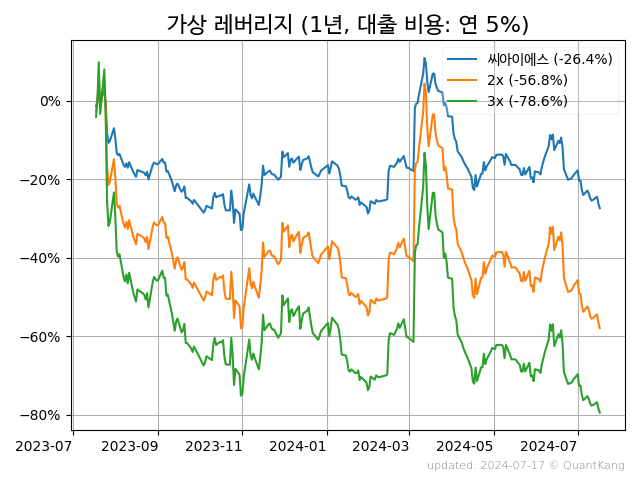 가상 레버리지 (1년, 대출 비용: 연 5%)
씨아이에스 (-26.4%)
2x (-56.8%)
3x (-78.6%)
0%
−20%
−40%
−60%
−80%
2023-07 2023-09 2023-11 2024-01 2024-03 2024-05 2024-07
updated: 2024-07-17 © QuantKang